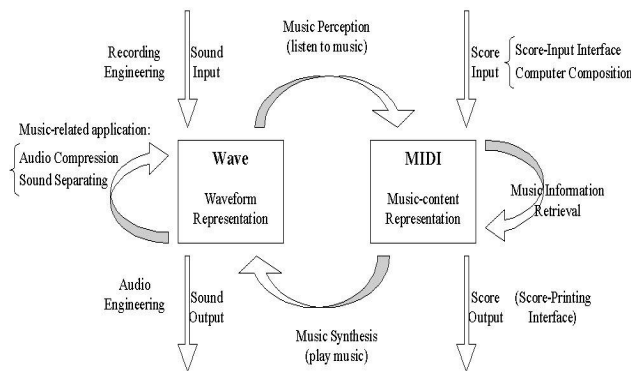 Music Perception
(listen to music)
Recording
Engineering
Sound
Input
Score
Input
Score-Input Interface
Computer Composition
Music-related application:
Audio Compression
Sound Separating
Wave
Waveform
Representation
MIDI
Music-content
Representation
Music Information
Retrieval
Audio
Engineering
Sound
Output
Music Synthesis
(play music)
Score
Output
(Score-Printing
Interface)